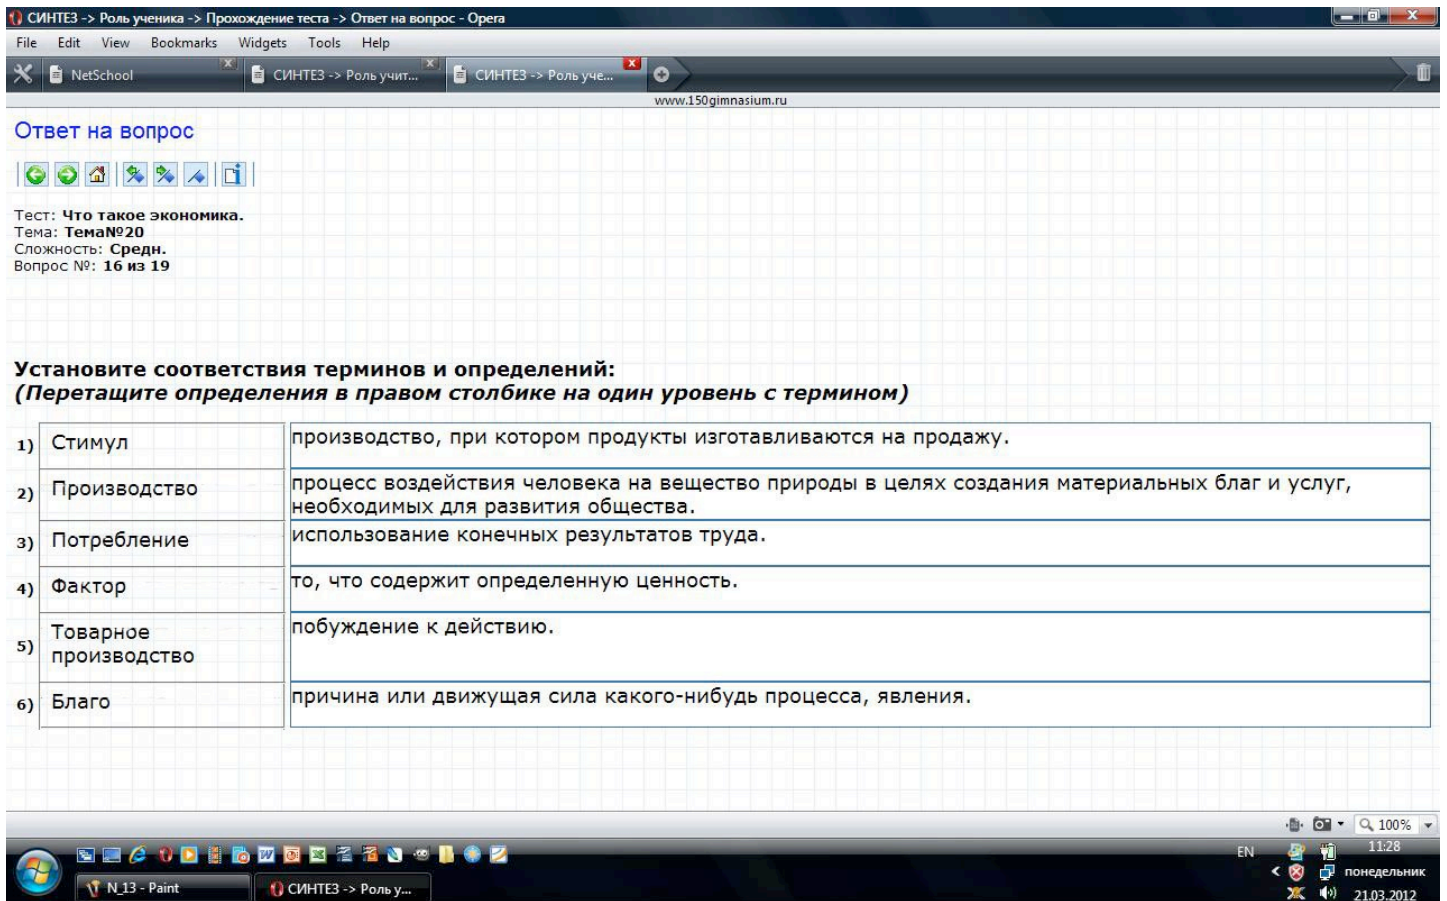 СИНТЕЗ -> Роль ученика -> Прохождение теста -> Ответ на вопрос - Opera
File Edit View Bookmarks Widgets Tools Help
NetSchool СИНТЕЗ -> Роль учит... СИНТЕЗ -> Роль уче...
www.150gimnasium.ru
Ответ на вопрос
Тест: Что такое экономика.
Тема: Тема№20
Сложность: Средн.
Вопрос №: 16 из 19
Установите соответствия терминов и определений:
(Перетащите определения в правом столбике на один уровень с термином)
1) Стимул производство, при котором продукты изготавливаются на продажу.
2) Производство процесс воздействия человека на вещество природы в целях создания материальных благ и услуг,
необходимых для развития общества.
3) Потребление использование конечных результатов труда.
4) Фактор то, что содержит определенную ценность.
5) Товарное
производство побуждение к действию.
6) Благо причина или движущая сила какого-нибудь процесса, явления.
100%
EN 11:28
понедельник
21.03.2012
N_13 - Paint СИНТЕЗ -> Роль у...